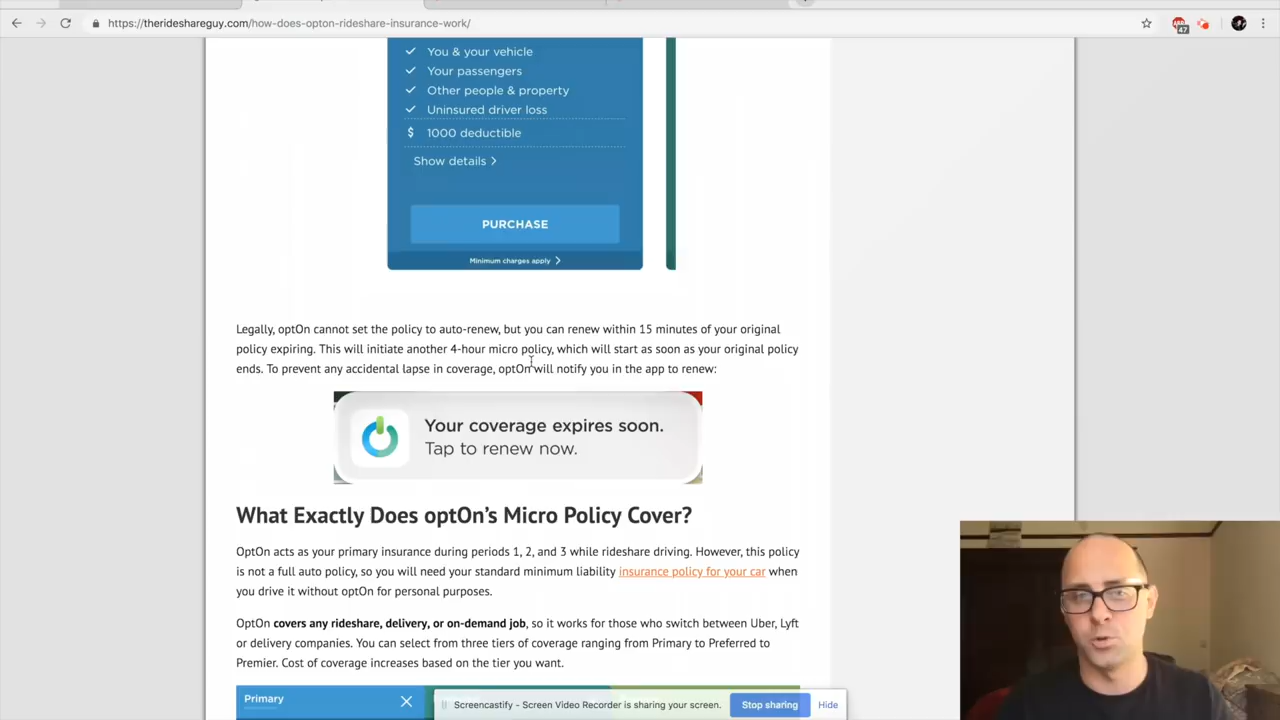 https://therideshareguy.com/how-does-opton-rideshare-insurance-work/
47
You & your vehicle
Your passengers
Other people & property
Uninsured driver loss
$ 1000 deductible
Show details >
PURCHASE
Minimum charges apply >
Legally, optOn cannot set the policy to auto-renew, but you can renew within 15 minutes of your original
policy expiring. This will initiate another 4-hour micro policy, which will start as soon as your original policy
ends. To prevent any accidental lapse in coverage, optOn will notify you in the app to renew:
Your coverage expires soon.
Tap to renew now.
What Exactly Does optOn's Micro Policy Cover?
OptOn acts as your primary insurance during periods 1, 2, and 3 while rideshare driving. However, this policy
is not a full auto policy, so you will need your standard minimum liability insurance policy for your car when
you drive it without optOn for personal purposes.
OptOn covers any rideshare, delivery, or on-demand job, so it works for those who switch between Uber, Lyft
or delivery companies. You can select from three tiers of coverage ranging from Primary to Preferred to
Premier. Cost of coverage increases based on the tier you want.
Primary
Screencastify - Screen Video Recorder is sharing your screen.
Stop sharing
Hide